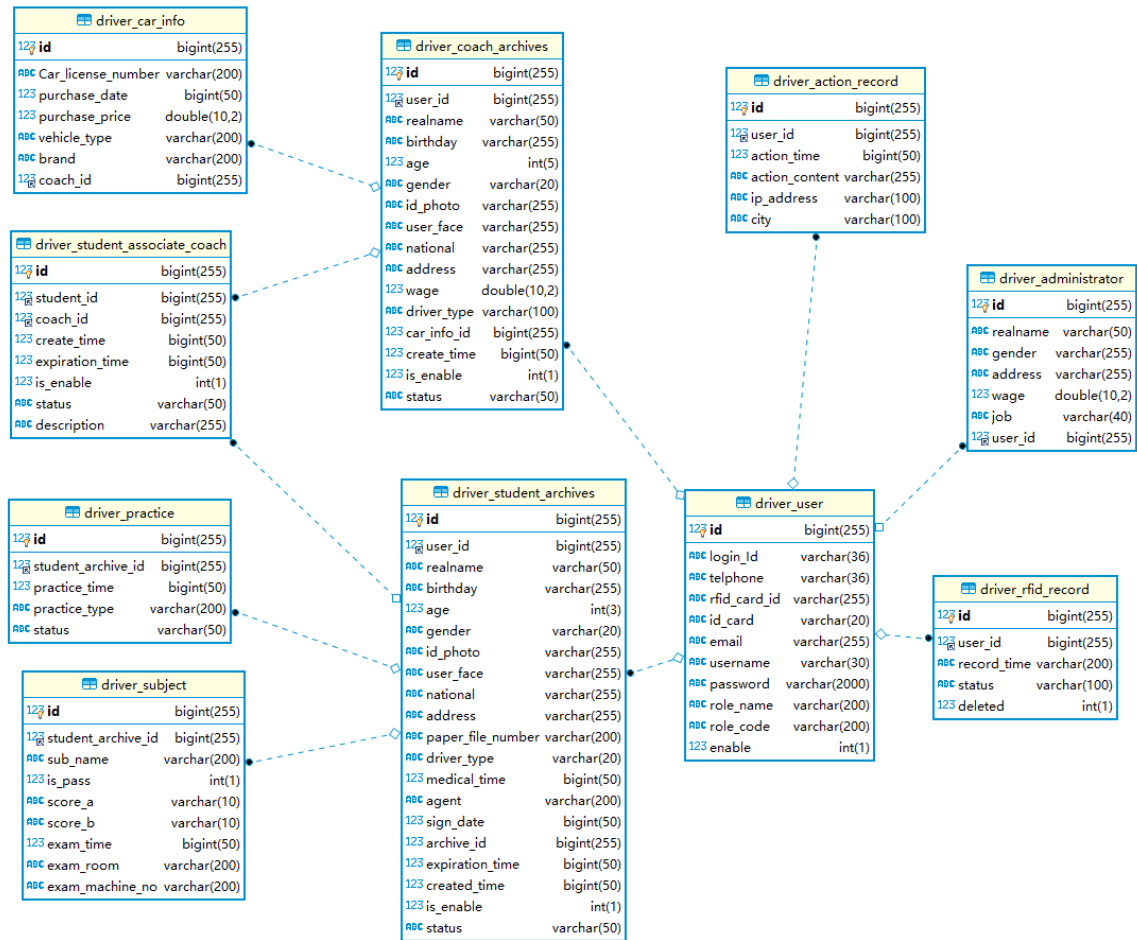 driver_car_info
id bigint(255)
Car_license_number varchar(200)
purchase_date bigint(50)
purchase_price double(10,2)
vehicle_type varchar(200)
brand varchar(200)
coach_id bigint(255)
driver_coach_archives
id bigint(255)
user_id bigint(255)
realname varchar(50)
birthday varchar(255)
age int(5)
gender varchar(20)
id_photo varchar(255)
user_face varchar(255)
national varchar(255)
address varchar(255)
wage double(10,2)
driver_type varchar(100)
car_info_id bigint(255)
create_time bigint(50)
is_enable int(1)
status varchar(50)
driver_action_record
id bigint(255)
user_id bigint(255)
action_time bigint(50)
action_content varchar(255)
ip_address varchar(100)
city varchar(100)
driver_student_associate_coach
id bigint(255)
student_id bigint(255)
coach_id bigint(255)
create_time bigint(50)
expiration_time bigint(50)
is_enable int(1)
status varchar(50)
description varchar(255)
driver_administrator
id bigint(255)
realname varchar(50)
gender varchar(255)
address varchar(255)
wage double(10,2)
job varchar(40)
user_id bigint(255)
driver_practice
id bigint(255)
student_archive_id bigint(255)
practice_time bigint(50)
practice_type varchar(200)
status varchar(50)
driver_student_archives
id bigint(255)
user_id bigint(255)
realname varchar(50)
birthday varchar(255)
age int(3)
gender varchar(20)
id_photo varchar(255)
user_face varchar(255)
national varchar(255)
address varchar(255)
paper_file_number varchar(200)
driver_type varchar(20)
medical_time bigint(50)
agent varchar(200)
sign_date bigint(50)
archive_id bigint(255)
expiration_time bigint(50)
created_time bigint(50)
is_enable int(1)
status varchar(50)
driver_user
id bigint(255)
login_Id varchar(36)
telphone varchar(36)
rfid_card_id varchar(255)
id_card varchar(20)
email varchar(255)
username varchar(30)
password varchar(2000)
role_name varchar(200)
role_code varchar(200)
enable int(1)
driver_rfid_record
id bigint(255)
user_id bigint(255)
record_time varchar(200)
status varchar(100)
deleted int(1)
driver_subject
id bigint(255)
student_archive_id bigint(255)
sub_name varchar(200)
is_pass int(1)
score_a varchar(10)
score_b varchar(10)
exam_time bigint(50)
exam_room varchar(200)
exam_machine_no varchar(200)